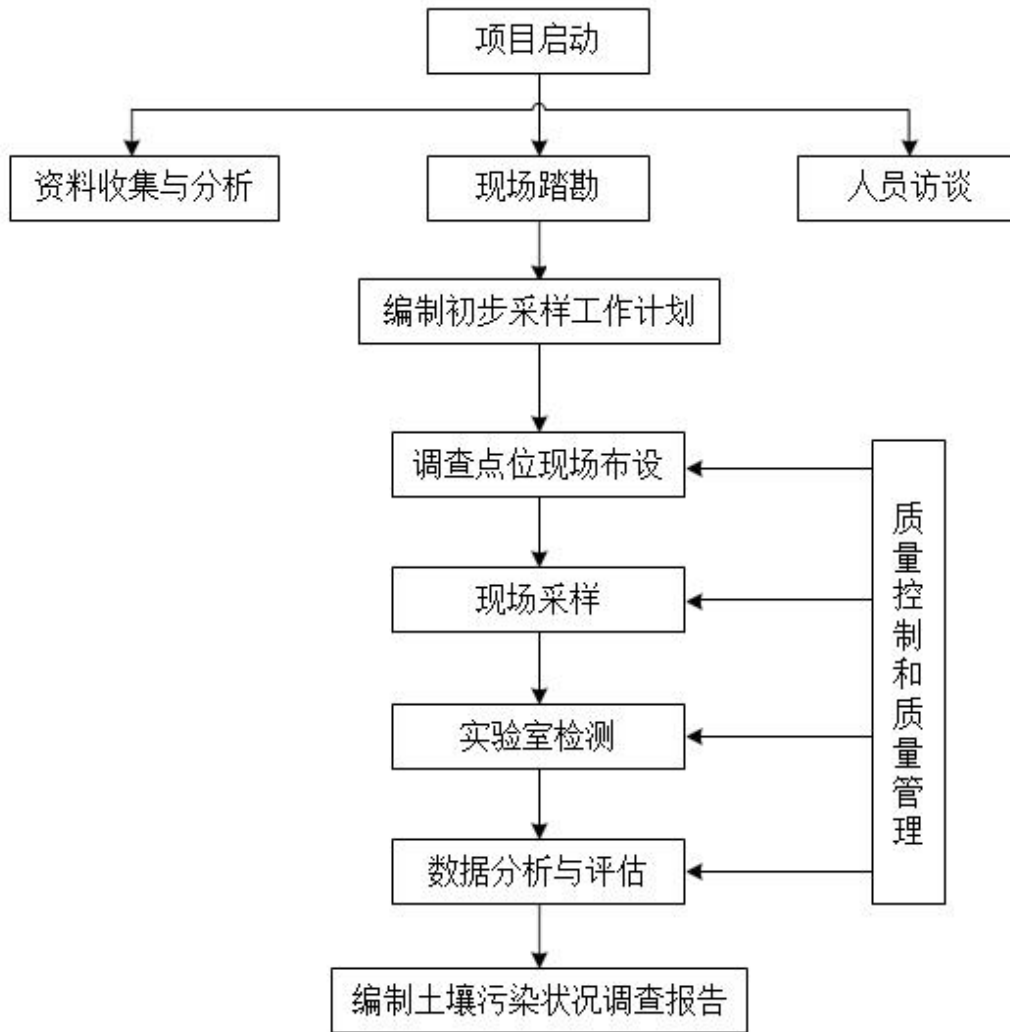 项目启动
资料收集与分析
现场踏勘
人员访谈
编制初步采样工作计划
调查点位现场布设
现场采样
实验室检测
数据分析与评估
质量控制和质量管理
编制土壤污染状况调查报告